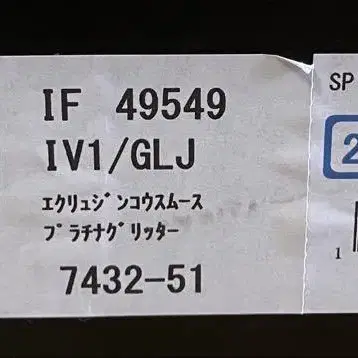 IF 49549
IV1/GLJ
ｴｸﾘｭｼﾞﾝｺｳｽﾑｰｽ
ﾌﾟﾗﾁﾅｸﾞﾘｯﾀｰ
7432-51
SP
2
1